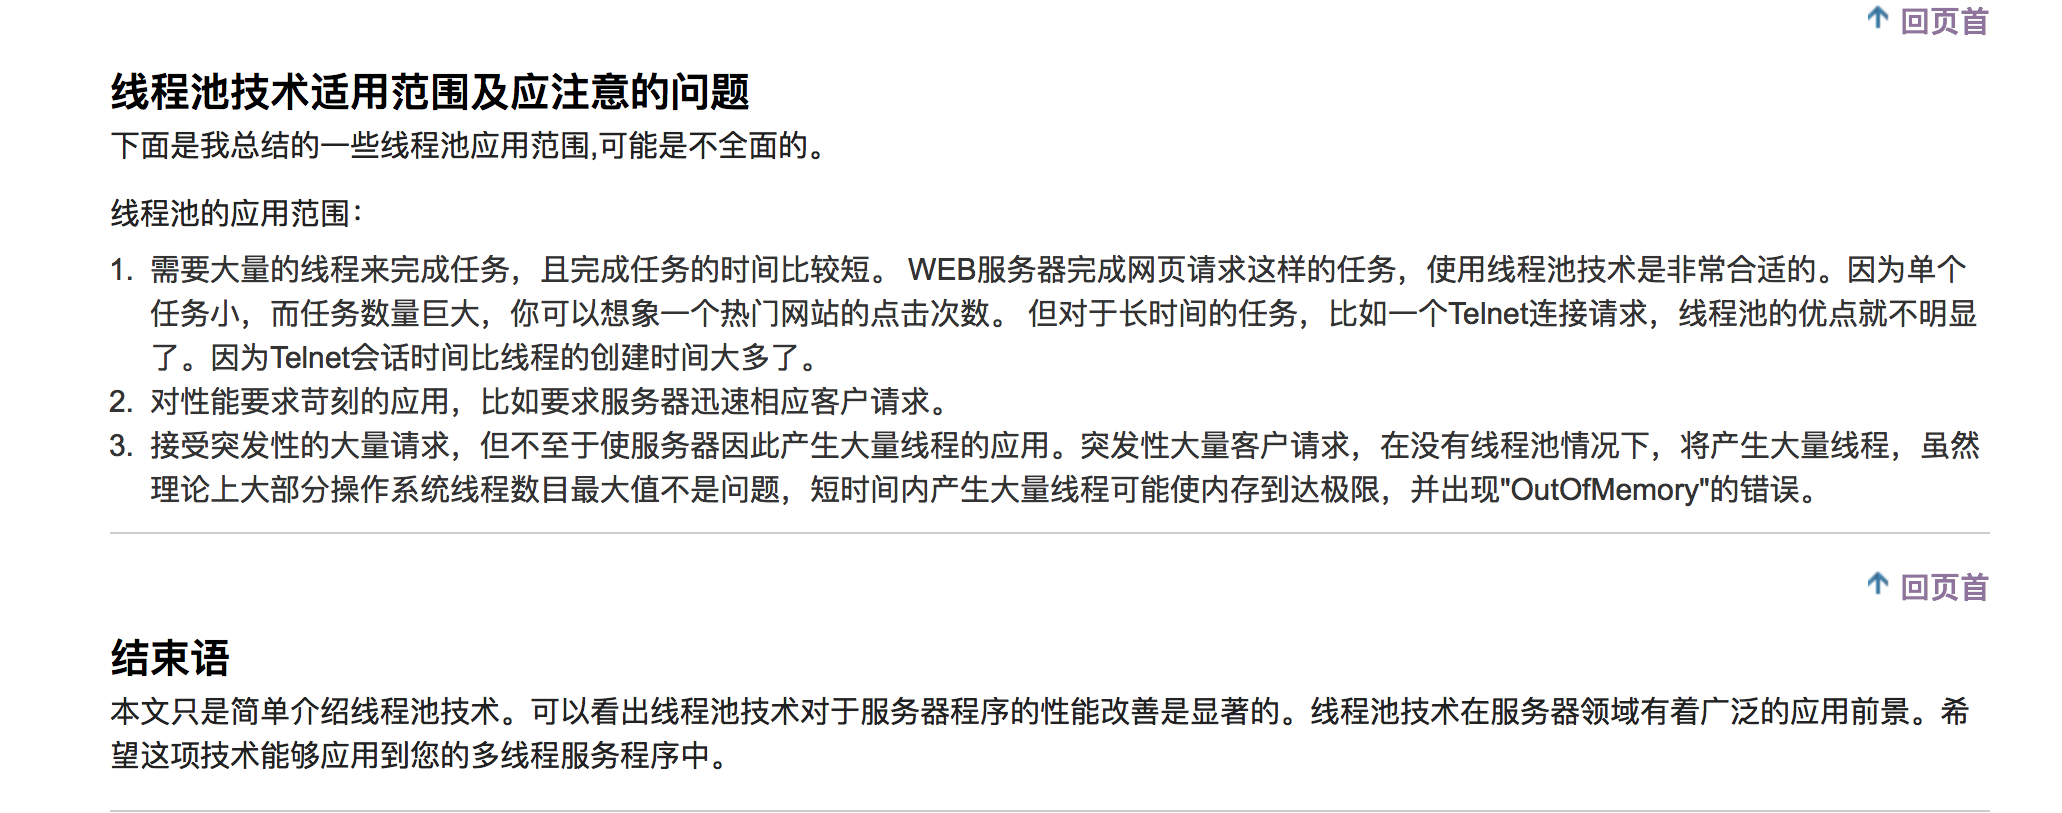 回页首
线程池技术适用范围及应注意的问题
下面是我总结的一些线程池应用范围,可能是不全面的。
线程池的应用范围：
1. 需要大量的线程来完成任务，且完成任务的时间比较短。 WEB服务器完成网页请求这样的任务，使用线程池技术是非常合适的。因为单个
任务小，而任务数量巨大，你可以想象一个热门网站的点击次数。 但对于长时间的任务，比如一个Telnet连接请求，线程池的优点就不明显
了。因为Telnet会话时间比线程的创建时间大多了。
2. 对性能要求苛刻的应用，比如要求服务器迅速相应客户请求。
3. 接受突发性的大量请求，但不至于使服务器因此产生大量线程的应用。突发性大量客户请求，在没有线程池情况下，将产生大量线程，虽然
理论上大部分操作系统线程数目最大值不是问题，短时间内产生大量线程可能使内存到达极限，并出现"OutOfMemory"的错误。
回页首
结束语
本文只是简单介绍线程池技术。可以看出线程池技术对于服务器程序的性能改善是显著的。线程池技术在服务器领域有着广泛的应用前景。希
望这项技术能够应用到您的多线程服务程序中。